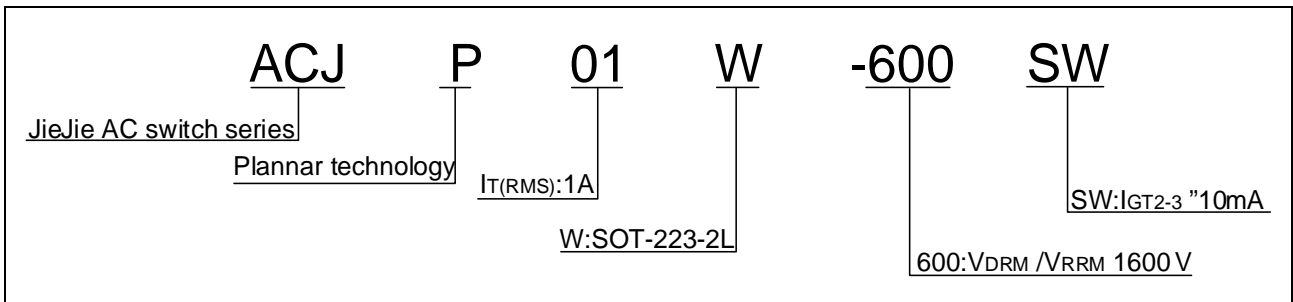 ACJ P 01 W -600 SW
JieJie AC switch series
Plannar technology
IT(RMS):1A
SW:IGT2-3 ”10mA
W:SOT-223-2L
600:VDRM /VRRM 1600 V